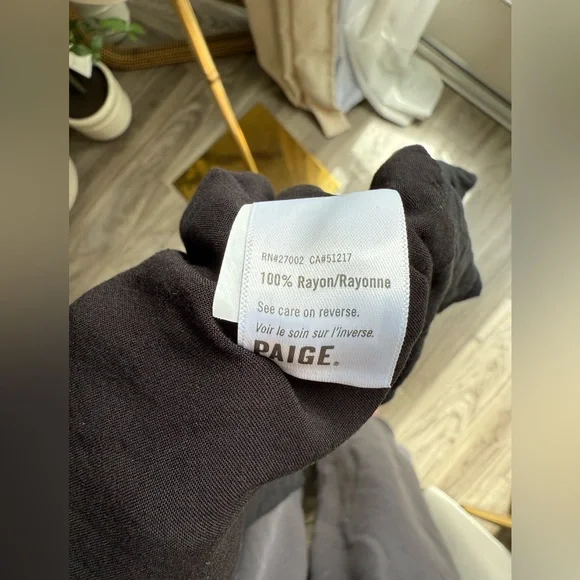 RN#27002 CA#51217
100% Rayon/Rayonne
See care on reverse.
Voir le soin sur l'inverse.
PAIGE®